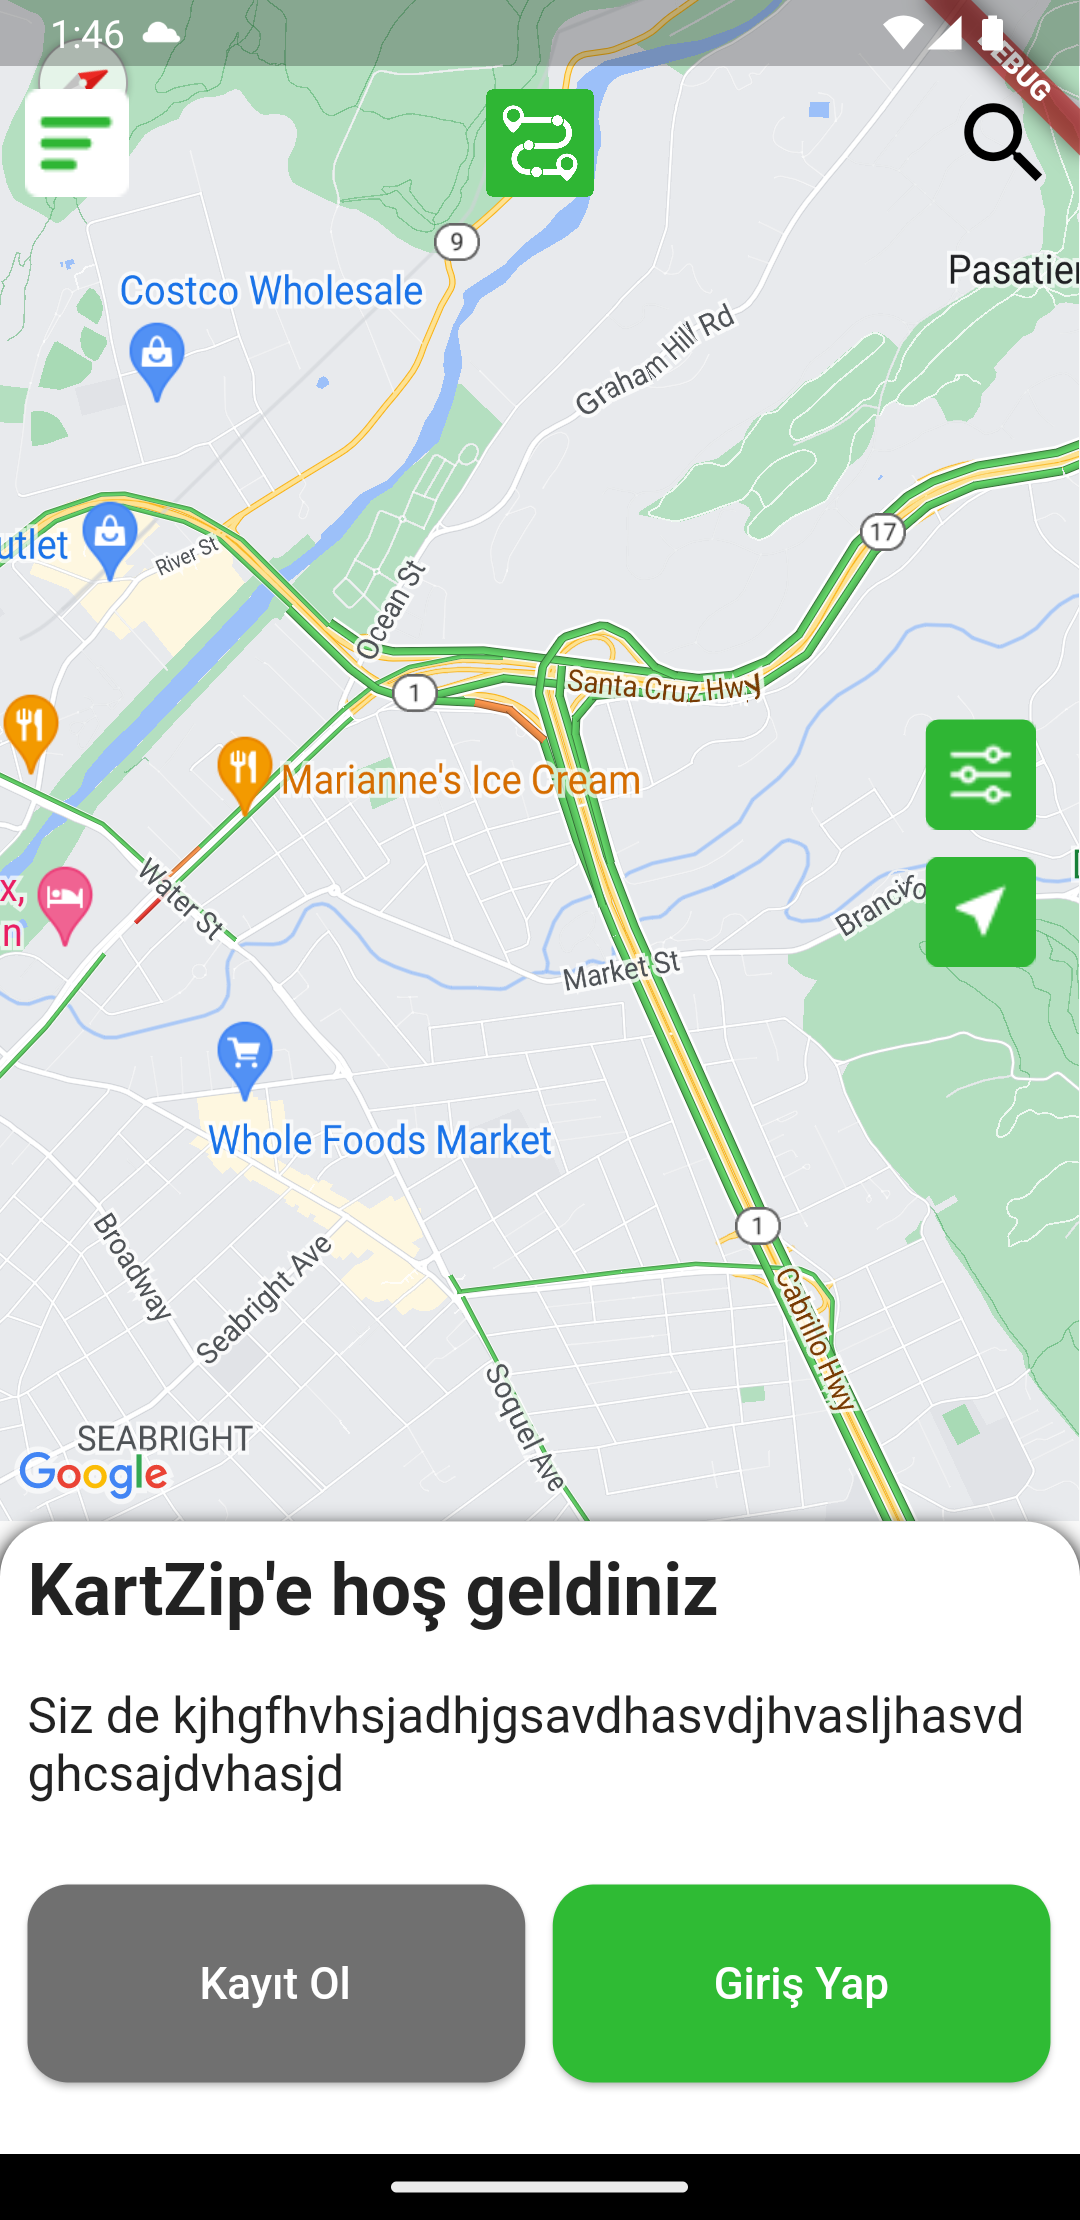 1:46
DEBUG
9
Costco Wholesale
Pasatier
Graham Hill Rd
17
utlet
River St
Ocean St
Santa Cruz Hwy
1
Marianne's Ice Cream
Water St
x,
n
Brancifo
Market St
Whole Foods Market
1
Broadway
Seabright Ave
Cabrillo Hwy
Soquel Ave
SEABRIGHT
Google
KartZip'e hoş geldiniz
Siz de kjhgfhvhsjadhjgsavdhasvdjhvasljhasvd
ghcsajdvhasjd
Kayıt Ol
Giriş Yap